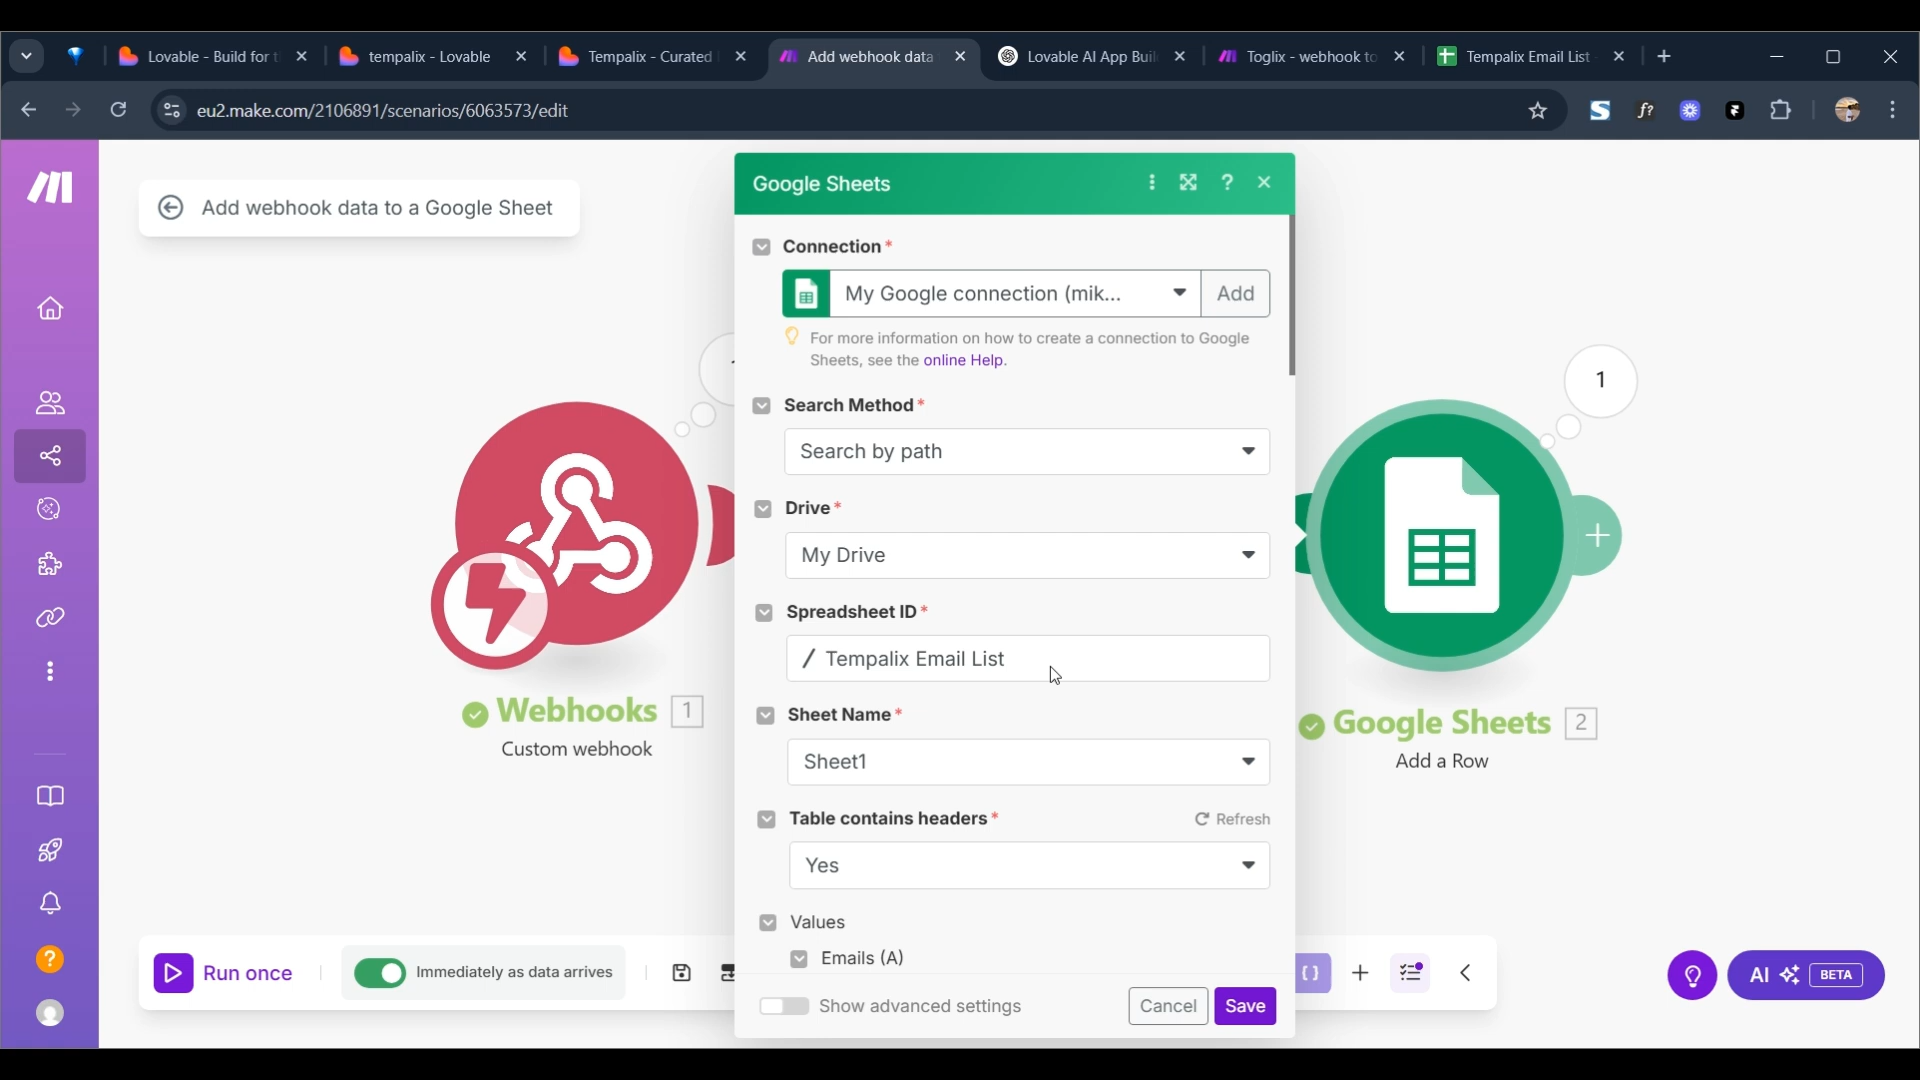 Lovable - Build for t
tempalix - Lovable
Tempalix - Curated
Add webhook data
Lovable AI App Buil
Toglix - webhook to
Tempalix Email List
eu2.make.com/2106891/scenarios/6063573/edit
Add webhook data to a Google Sheet
Google Sheets
Connection *
My Google connection (mik...
Add
For more information on how to create a connection to Google
Sheets, see the online Help.
Search Method *
Search by path
Drive *
My Drive
Spreadsheet ID *
/ Tempalix Email List
Sheet Name *
Sheet1
Table contains headers *
Refresh
Yes
Values
Emails (A)
Show advanced settings
Cancel
Save
Webhooks 1
Custom webhook
1
Google Sheets 2
Add a Row
Run once
Immediately as data arrives
AI BETA